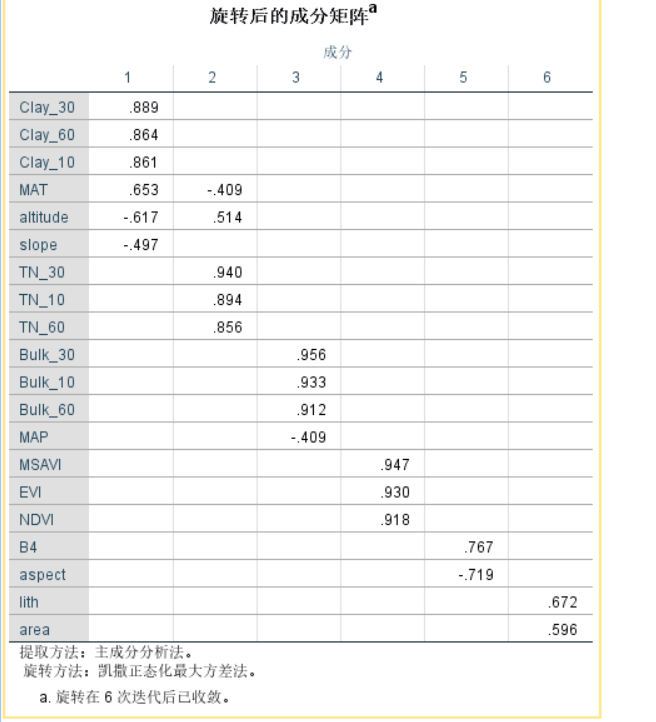 旋转后的成分矩阵a
成分
1 2 3 4 5 6
Clay_30 .889
Clay_60 .864
Clay_10 .861
MAT .653 -.409
altitude -.617 .514
slope -.497
TN_30 .940
TN_10 .894
TN_60 .856
Bulk_30 .956
Bulk_10 .933
Bulk_60 .912
MAP -.409
MSAVI .947
EVI .930
NDVI .918
B4 .767
aspect -.719
lith .672
area .596
提取方法：主成分分析法。
旋转方法：凯撒正态化最大方差法。
a. 旋转在 6 次迭代后已收敛。